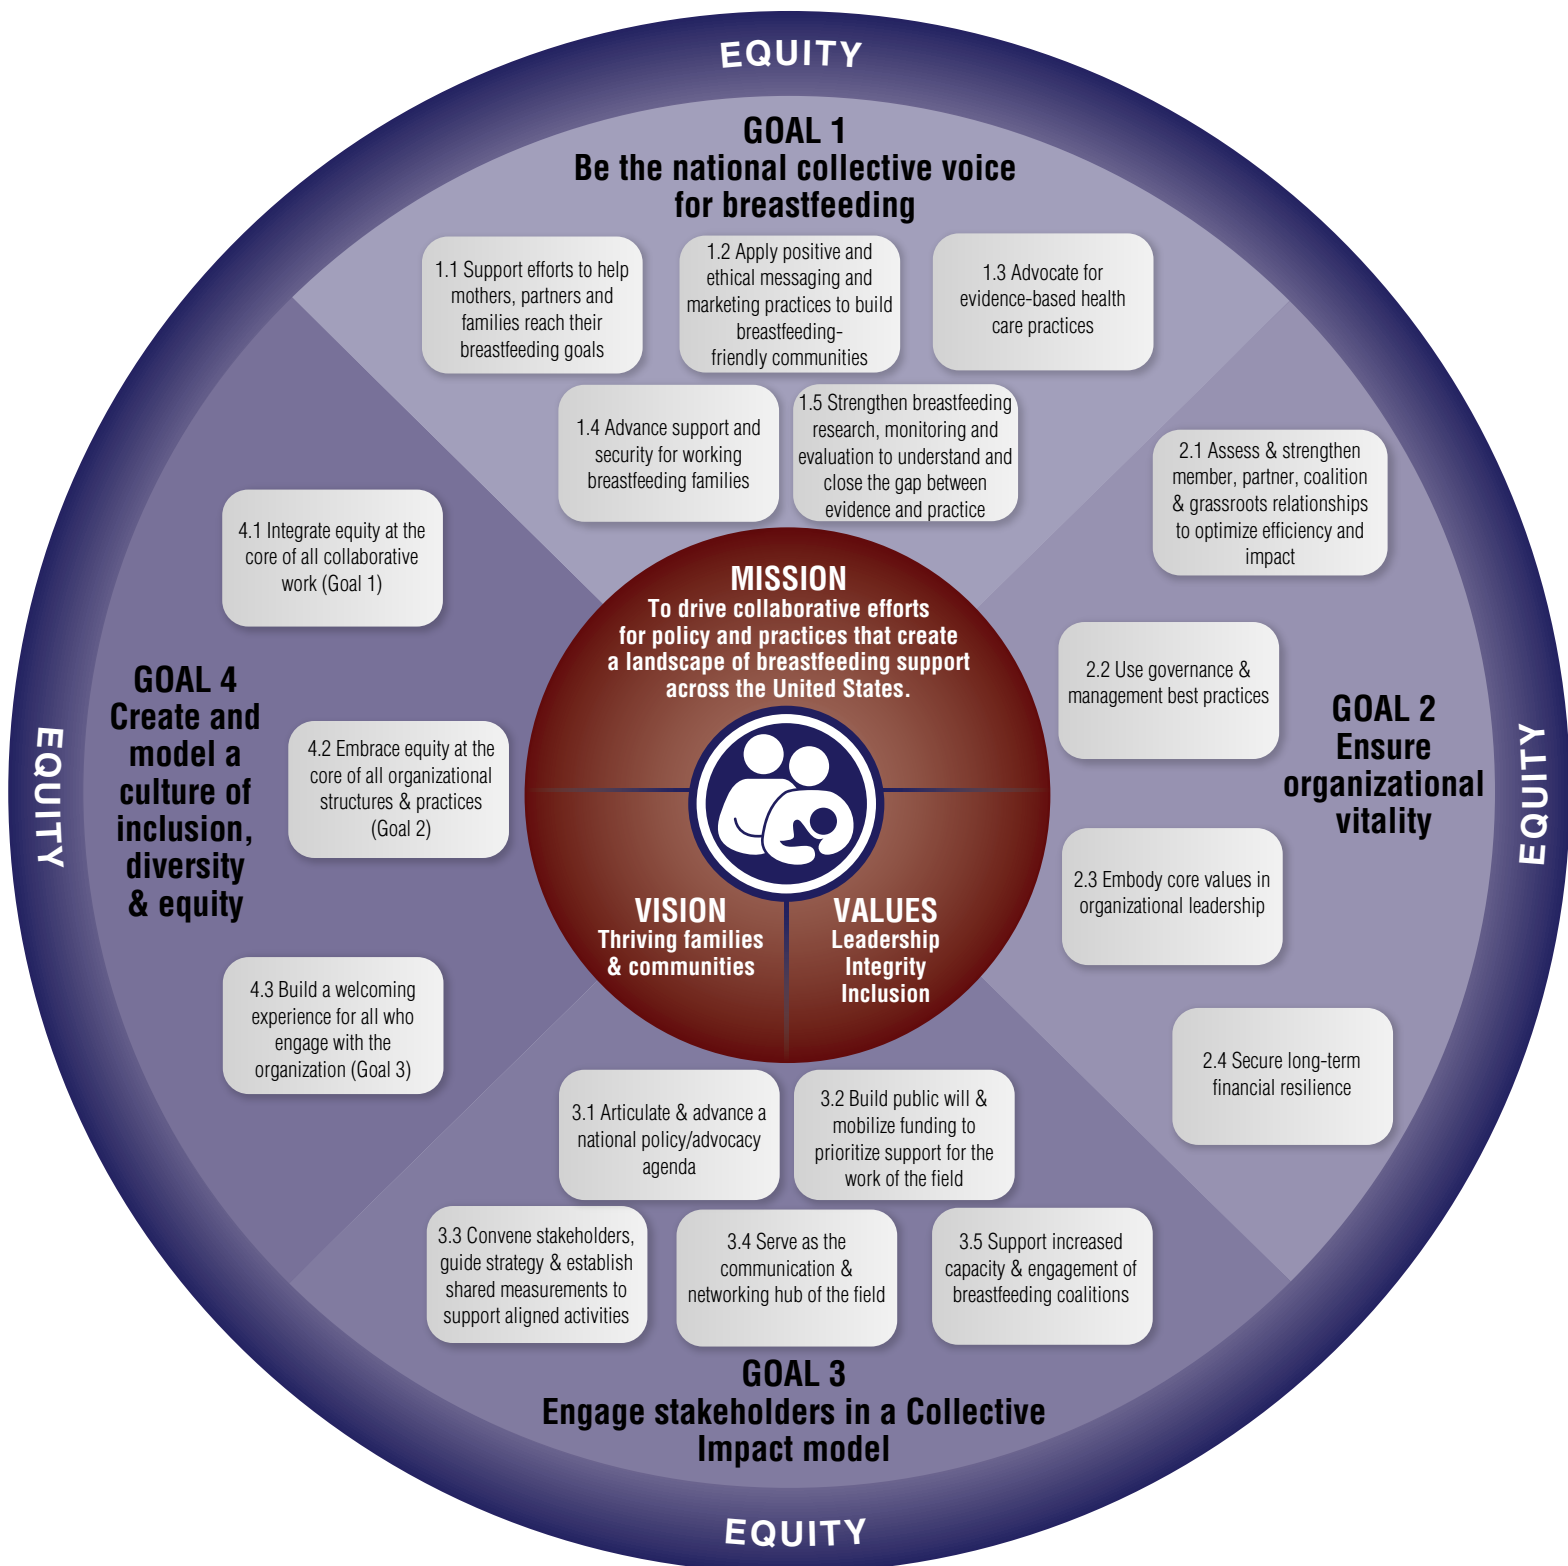 EQUITY
GOAL 1
Be the national collective voice
for breastfeeding
1.1 Support efforts to help
mothers, partners and
families reach their
breastfeeding goals
1.2 Apply positive and
ethical messaging and
marketing practices to build
breastfeeding-
friendly communities
1.3 Advocate for
evidence-based health
care practices
1.4 Advance support and
security for working
breastfeeding families
1.5 Strengthen breastfeeding
research, monitoring and
evaluation to understand and
close the gap between
evidence and practice
EQUITY
GOAL 2
Ensure
organizational
vitality
2.1 Assess & strengthen
member, partner, coalition
& grassroots relationships
to optimize efficiency and
impact
2.2 Use governance &
management best practices
2.3 Embody core values in
organizational leadership
2.4 Secure long-term
financial resilience
MISSION
To drive collaborative efforts
for policy and practices that create
a landscape of breastfeeding support
across the United States.
VISION
Thriving families
& communities
VALUES
Leadership
Integrity
Inclusion
3.1 Articulate & advance a
national policy/advocacy
agenda
3.2 Build public will &
mobilize funding to
prioritize support for the
work of the field
3.3 Convene stakeholders,
guide strategy & establish
shared measurements to
support aligned activities
3.4 Serve as the
communication &
networking hub of the field
3.5 Support increased
capacity & engagement of
breastfeeding coalitions
GOAL 3
Engage stakeholders in a Collective
Impact model
EQUITY
GOAL 4
Create and
model a
culture of
inclusion,
diversity
& equity
4.1 Integrate equity at the
core of all collaborative
work (Goal 1)
4.2 Embrace equity at the
core of all organizational
structures & practices
(Goal 2)
4.3 Build a welcoming
experience for all who
engage with the
organization (Goal 3)
EQUITY